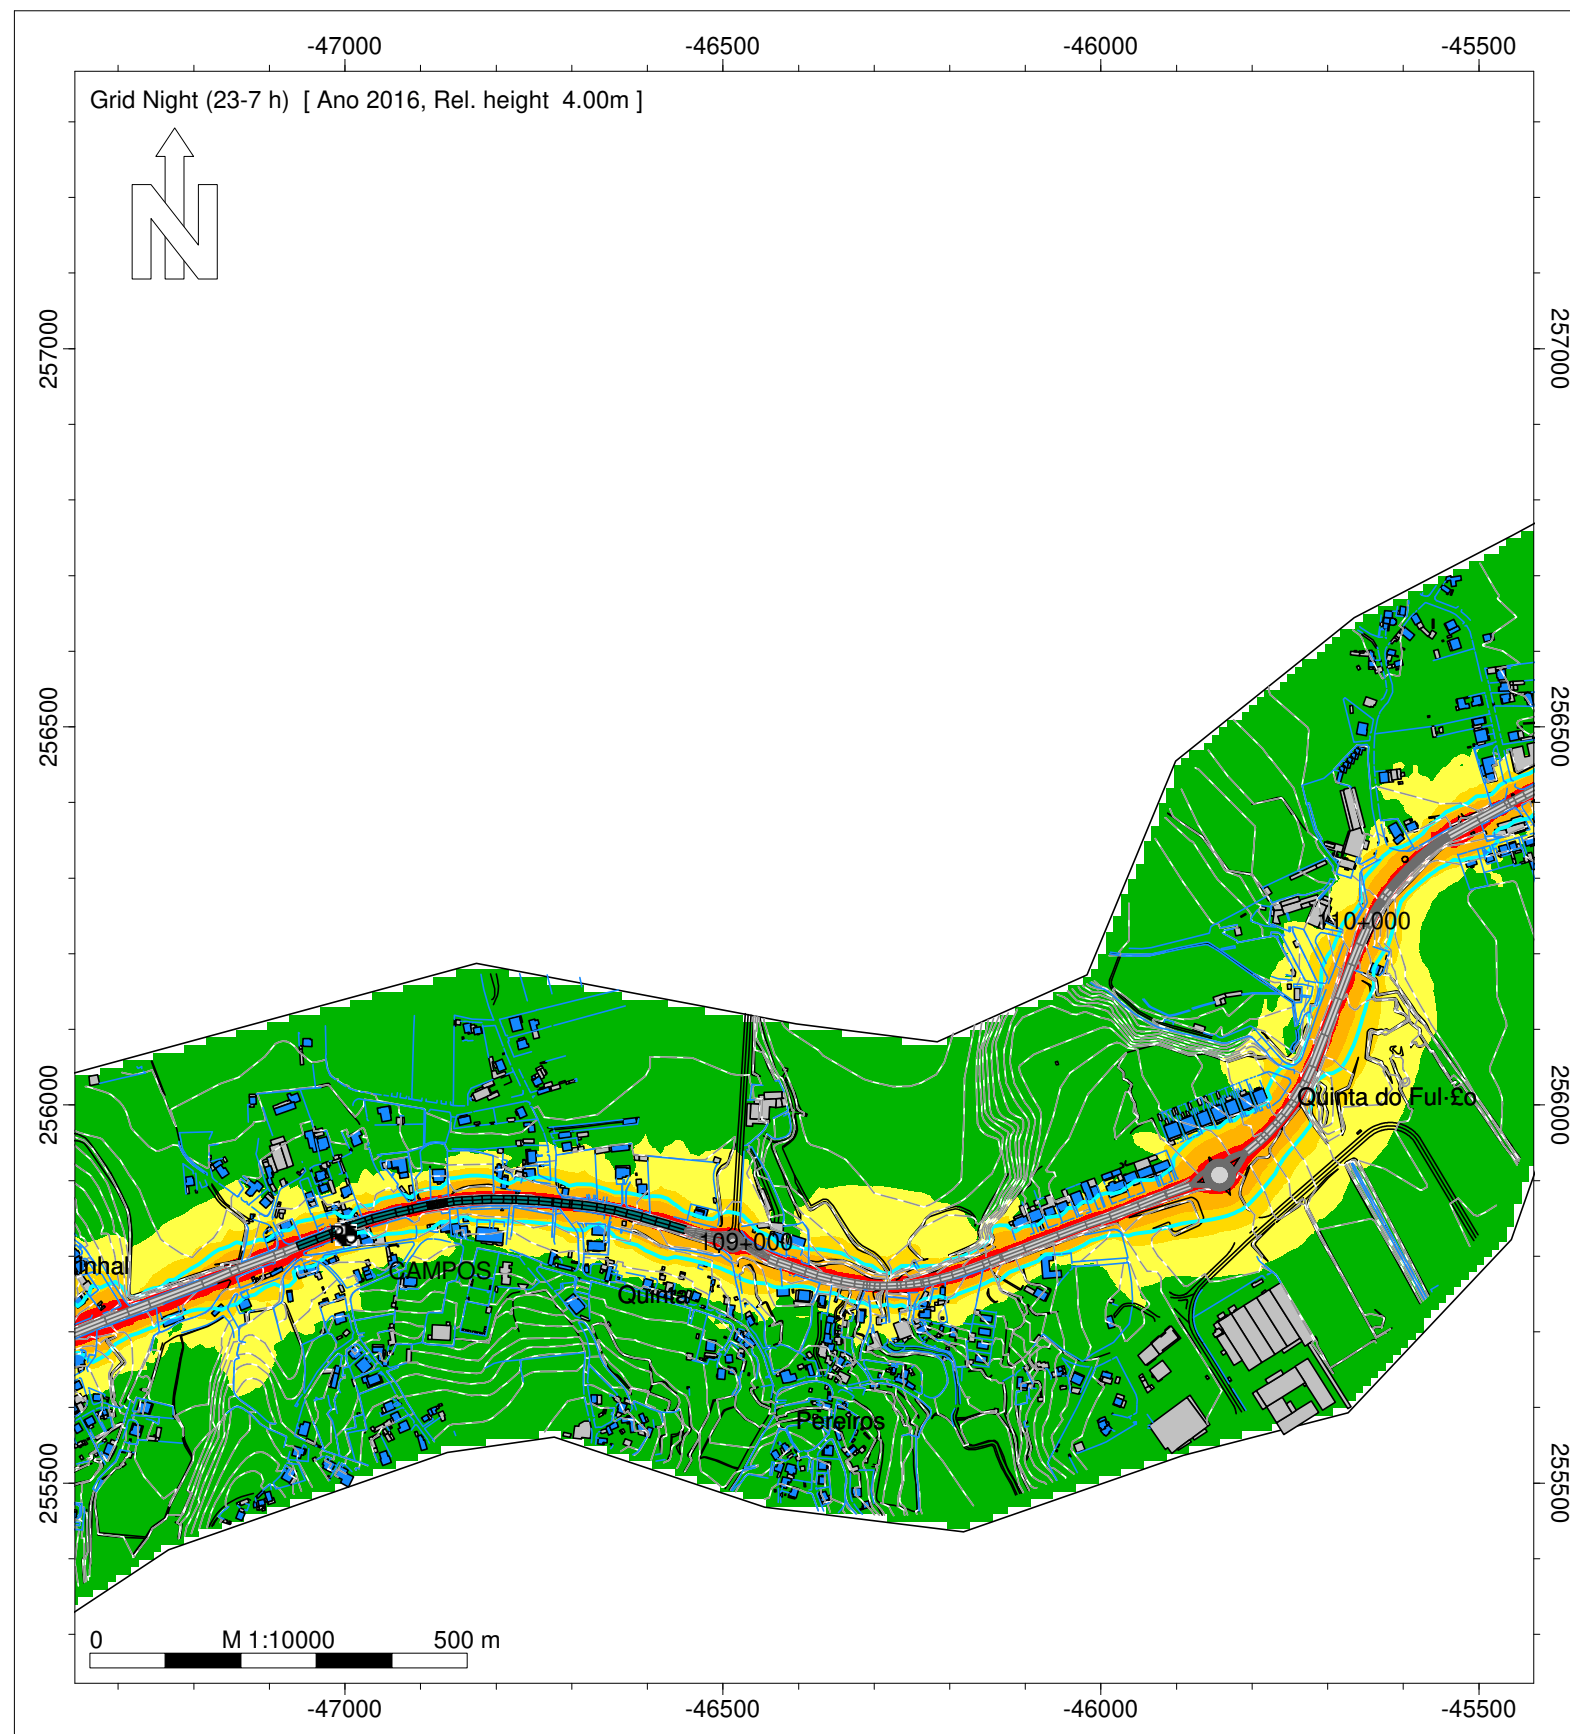 -47000 -46500 -46000 -45500
Grid Night (23-7 h) [ Ano 2016, Rel. height 4.00m ]
N
257000 257000
256500 256500
110+000
256000 256000
Quinta do Ful·£o
109+000
inhal
CAMPOS
Quinta
Pereiros
255500 255500
0 M 1:10000 500 m
-47000 -46500 -46000 -45500